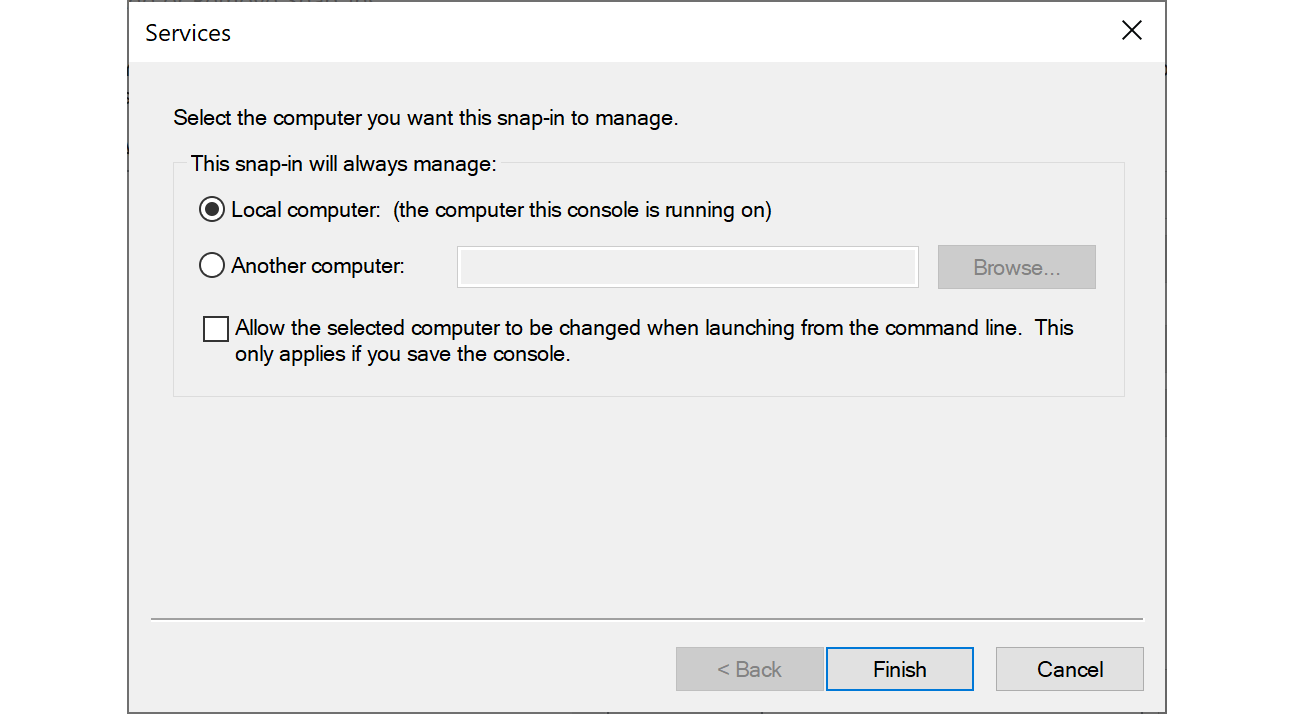 Services
Select the computer you want this snap-in to manage.
This snap-in will always manage:
Local computer:  (the computer this console is running on)
Another computer:
Browse...
Allow the selected computer to be changed when launching from the command line.  This
only applies if you save the console.
< Back
Finish
Cancel